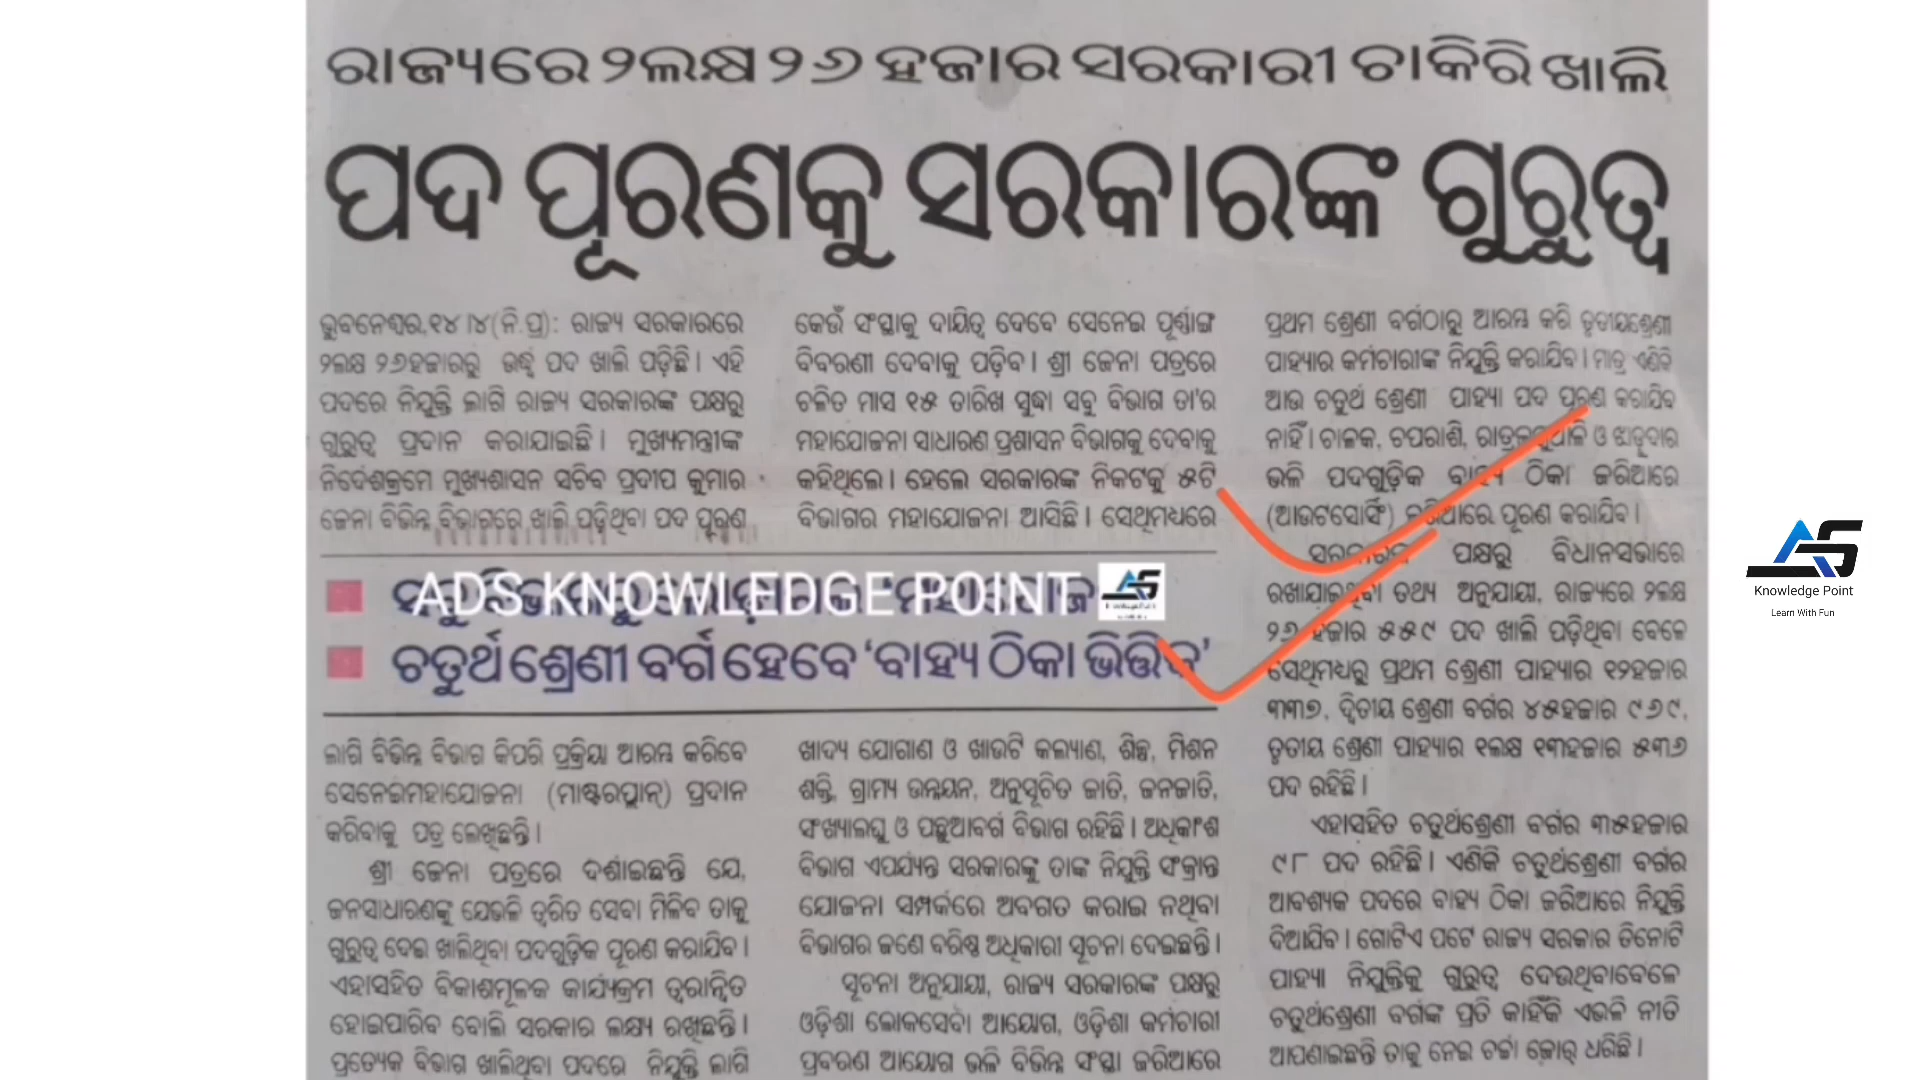 ରାଜ୍ୟରେ ୨ଲକ୍ଷ ୨୬ ହଜାର ସରକାରୀ ଚାକିରି ଖାଲି
ପଦ ପୂରଣକୁ ସରକାରଙ୍କ ଗୁରୁତ୍ୱ
ଭୁବନେଶ୍ୱର,୧୪।୪(ନି.ପ୍ର): ରାଜ୍ୟ ସରକାରରେ
୨ଲକ୍ଷ ୨୬ହଜାରରୁ ଊର୍ଦ୍ଧ୍ୱ ପଦ ଖାଲି ପଡ଼ିଛି। ଏହି
ପଦରେ ନିଯୁକ୍ତି ଲାଗି ରାଜ୍ୟ ସରକାରଙ୍କ ପକ୍ଷରୁ
ଗୁରୁତ୍ୱ ପ୍ରଦାନ କରାଯାଇଛି। ମୁଖ୍ୟମନ୍ତ୍ରୀଙ୍କ
ନିର୍ଦେଶକ୍ରମେ ମୁଖ୍ୟଶାସନ ସଚିବ ପ୍ରଦୀପ କୁମାର
ଜେନା ବିଭିନ୍ନ ବିଭାଗରେ ଖାଲି ପଡ଼ିଥିବା ପଦ ପୂରଣ
କେଉଁ ସଂସ୍ଥାକୁ ଦାୟିତ୍ୱ ଦେବେ ସେନେଇ ପୂର୍ଣ୍ଣାଙ୍ଗ
ବିବରଣୀ ଦେବାକୁ ପଡ଼ିବ। ଶ୍ରୀ ଜେନା ପତ୍ରରେ
ଚଳିତ ମାସ ୧୫ ତାରିଖ ସୁଦ୍ଧା ସବୁ ବିଭାଗ ତା'ର
ମହାଯୋଜନା ସାଧାରଣ ପ୍ରଶାସନ ବିଭାଗକୁ ଦେବାକୁ
କହିଥିଲେ। ହେଲେ ସରକାରଙ୍କ ନିକଟକୁ ୫ଟି
ବିଭାଗର ମହାଯୋଜନା ଆସିଛି। ସେଥିମଧ୍ୟରେ
ADS KNOWLEDGE POINT
ଚତୁର୍ଥ ଶ୍ରେଣୀ ବର୍ଗ ହେବେ ‘ବାହ୍ୟ ଠିକା ଭିତ୍ତିକ’
ଲାଗି ବିଭିନ୍ନ ବିଭାଗ କିପରି ପ୍ରକ୍ରିୟା ଆରମ୍ଭ କରିବେ
ସେନେଇମହାଯୋଜନା (ମାଷ୍ଟରପ୍ଲାନ୍) ପ୍ରଦାନ
କରିବାକୁ ପତ୍ର ଲେଖିଛନ୍ତି।
ଶ୍ରୀ ଜେନା ପତ୍ରରେ ଦର୍ଶାଇଛନ୍ତି ଯେ,
ଜନସାଧାରଣଙ୍କୁ ଯେଭଳି ତ୍ୱରିତ ସେବା ମିଳିବ ତାକୁ
ଗୁରୁତ୍ୱ ଦେଇ ଖାଲିଥିବା ପଦଗୁଡ଼ିକ ପୂରଣ କରାଯିବ।
ଏହାସହିତ ବିକାଶମୂଳକ କାର୍ଯ୍ୟକ୍ରମ ତ୍ୱରାନ୍ୱିତ
ହୋଇପାରିବ ବୋଲି ସରକାର ଲକ୍ଷ୍ୟ ରଖିଛନ୍ତି।
ପ୍ରତ୍ୟେକ ବିଭାଗ ଖାଲିଥିବା ପଦରେ ନିଯୁକ୍ତି ଲାଗି
ଖାଦ୍ୟ ଯୋଗାଣ ଓ ଖାଉଟି କଲ୍ୟାଣ, ଶିଳ୍ପ, ମିଶନ
ଶକ୍ତି, ଗ୍ରାମ୍ୟ ଉନ୍ନୟନ, ଅନୁସୂଚିତ ଜାତି, ଜନଜାତି,
ସଂଖ୍ୟାଲଘୁ ଓ ପଛୁଆବର୍ଗ ବିଭାଗ ରହିଛି। ଅଧିକାଂଶ
ବିଭାଗ ଏପର୍ଯ୍ୟନ୍ତ ସରକାରଙ୍କୁ ତାଙ୍କ ନିଯୁକ୍ତି ସଂକ୍ରାନ୍ତ
ଯୋଜନା ସମ୍ପର୍କରେ ଅବଗତ କରାଇ ନଥିବା
ବିଭାଗର ଜଣେ ବରିଷ୍ଠ ଅଧିକାରୀ ସୂଚନା ଦେଇଛନ୍ତି।
ସୂଚନା ଅନୁଯାୟୀ, ରାଜ୍ୟ ସରକାରଙ୍କ ପକ୍ଷରୁ
ଓଡ଼ିଶା ଲୋକସେବା ଆୟୋଗ, ଓଡ଼ିଶା କର୍ମଚାରୀ
ପ୍ରବରଣ ଆୟୋଗ ଭଳି ବିଭିନ୍ନ ସଂସ୍ଥା ଜରିଆରେ
ପ୍ରଥମ ଶ୍ରେଣୀ ବର୍ଗଠାରୁ ଆରମ୍ଭ କରି ତୃତୀୟଶ୍ରେଣୀ
ପାହ୍ୟାର କର୍ମଚାରୀଙ୍କ ନିଯୁକ୍ତି କରାଯିବ। ମାତ୍ର ଏଣିକି
ଆଉ ଚତୁର୍ଥ ଶ୍ରେଣୀ ପାହ୍ୟା ପଦ ପୂରଣ କରାଯିବ
ନାହିଁ। ଚାଳକ, ଚପରାଶି, ରାତ୍ରଜଗୁଆଳି ଓ ଝାଡ଼ୁଦାର
ଭଳି ପଦଗୁଡ଼ିକ ବାହ୍ୟ ଠିକା ଜରିଆରେ
(ଆଉଟସୋର୍ସିଂ) ଜରିଆରେ ପୂରଣ କରାଯିବ।
ସରକାରଙ୍କ ପକ୍ଷରୁ ବିଧାନସଭାରେ
ରଖାଯାଇଥିବା ତଥ୍ୟ ଅନୁଯାୟୀ, ରାଜ୍ୟରେ ୨ଲକ୍ଷ
୨୬ ହଜାର ୫୫୯ ପଦ ଖାଲି ପଡ଼ିଥିବା ବେଳେ
ସେଥିମଧ୍ୟରୁ ପ୍ରଥମ ଶ୍ରେଣୀ ପାହ୍ୟାର ୧୨ହଜାର
୩୩୭, ଦ୍ୱିତୀୟ ଶ୍ରେଣୀ ବର୍ଗର ୪୫ହଜାର ୯୬୯,
ତୃତୀୟ ଶ୍ରେଣୀ ପାହ୍ୟାର ୧ଲକ୍ଷ ୧୩ହଜାର ୫୩୬
ପଦ ରହିଛି।
ଏହାସହିତ ଚତୁର୍ଥଶ୍ରେଣୀ ବର୍ଗର ୩୫ହଜାର
୯୮ ପଦ ରହିଛି। ଏଣିକି ଚତୁର୍ଥଶ୍ରେଣୀ ବର୍ଗର
ଆବଶ୍ୟକ ପଦରେ ବାହ୍ୟ ଠିକା ଜରିଆରେ ନିଯୁକ୍ତି
ଦିଆଯିବ। ଗୋଟିଏ ପଟେ ରାଜ୍ୟ ସରକାର ତିନୋଟି
ପାହ୍ୟା ନିଯୁକ୍ତିକୁ ଗୁରୁତ୍ୱ ଦେଉଥିବାବେଳେ
ଚତୁର୍ଥଶ୍ରେଣୀ ବର୍ଗଙ୍କ ପ୍ରତି କାହିଁକି ଏଭଳି ନୀତି
ଆପଣାଇଛନ୍ତି ତାକୁ ନେଇ ଚର୍ଚ୍ଚା ଜୋର୍ ଧରିଛି।
AS
Knowledge Point
Learn With Fun